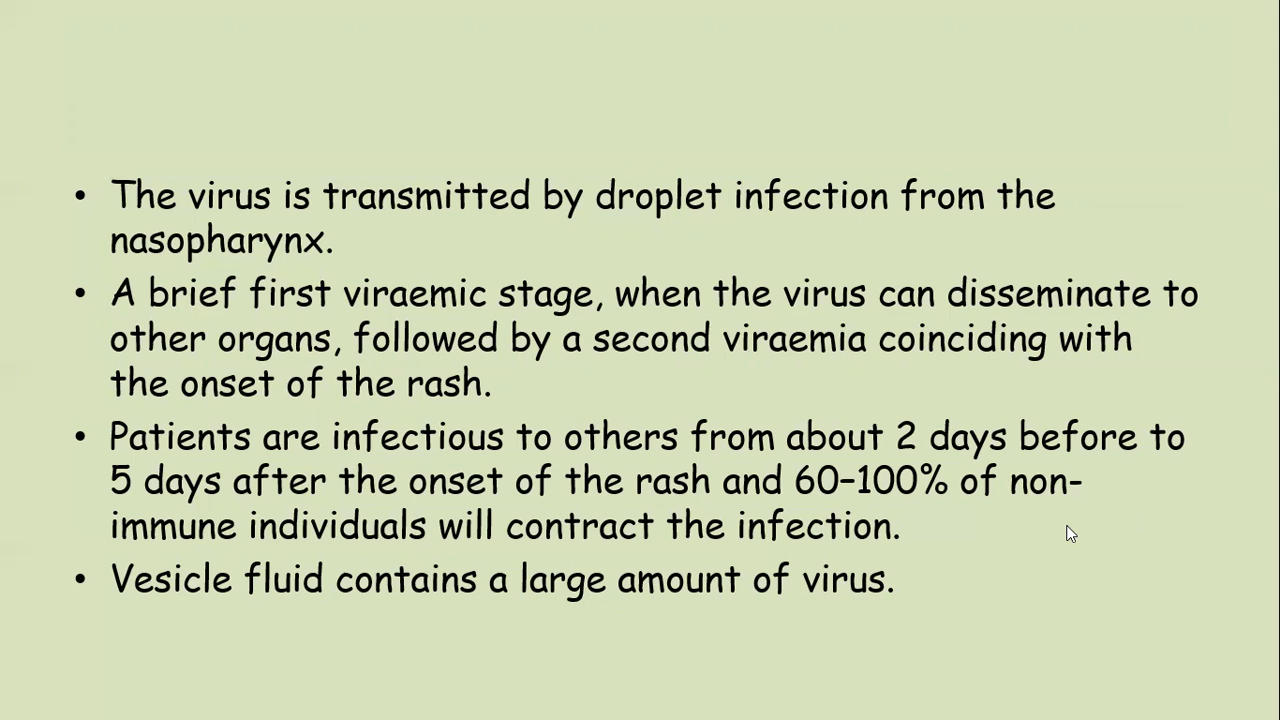 • The virus is transmitted by droplet infection from the
nasopharynx.
• A brief first viraemic stage, when the virus can disseminate to
other organs, followed by a second viraemia coinciding with
the onset of the rash.
• Patients are infectious to others from about 2 days before to
5 days after the onset of the rash and 60–100% of non-
immune individuals will contract the infection.
• Vesicle fluid contains a large amount of virus.